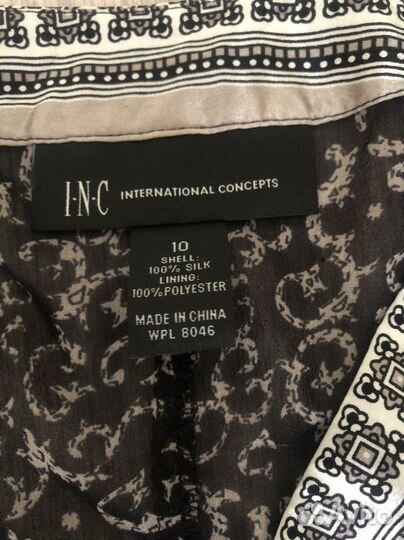 I·N·C INTERNATIONAL CONCEPTS
10
SHELL:
100% SILK
LINING:
100% POLYESTER
MADE IN CHINA
WPL 8046